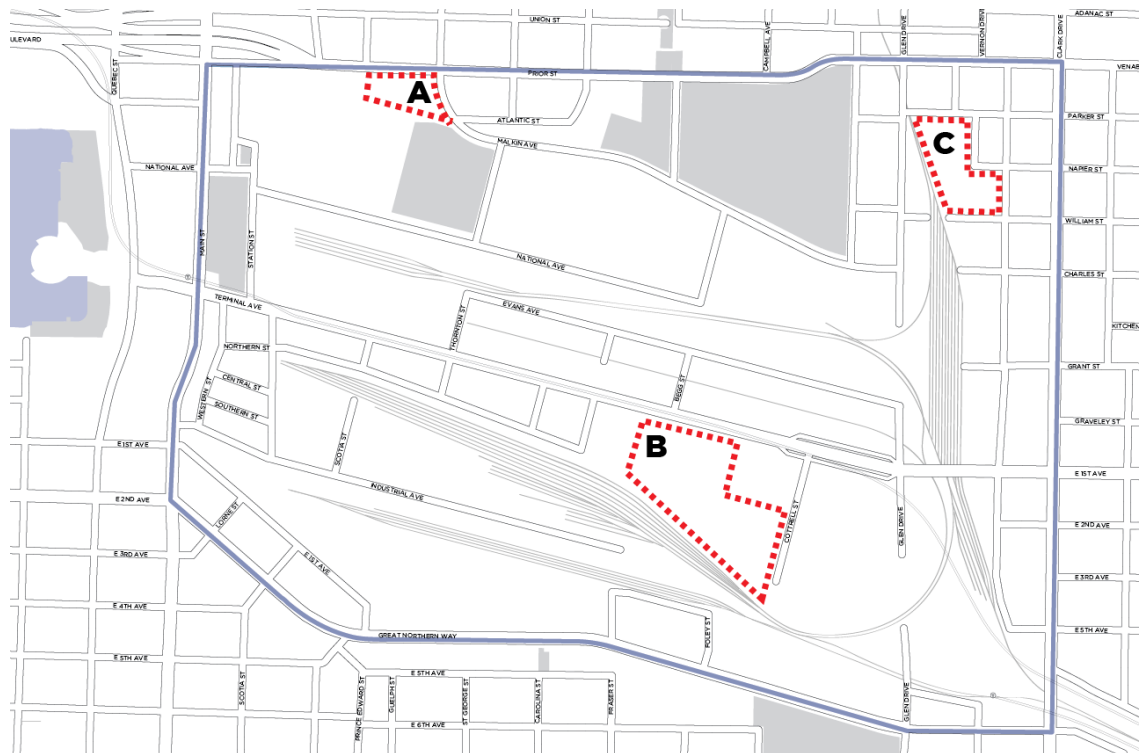 ADANAC ST
UNION ST
OULEVARD
QUEBEC ST
CAMPBELL AVE
GLEN DRIVE
VERNON DRIVE
CLARK DRIVE
VENAB
PRIOR ST
A
ATLANTIC ST
MALKIN AVE
C
PARKER ST
NATIONAL AVE
NAPIER ST
MAIN ST
STATION ST
WILLIAM ST
NATIONAL AVE
CHARLES ST
TERMINAL AVE
EVANS AVE
THORNTON ST
KITCHEN
NORTHERN ST
CENTRAL ST
SOUTHERN ST
WESTERN ST
BEGG ST
GRANT ST
GRAVELEY ST
B
E 1ST AVE
SCOTIA ST
E 1ST AVE
INDUSTRIAL AVE
E 2ND AVE
LORNE ST
COTTRELL ST
GLEN DRIVE
E 2ND AVE
E 3RD AVE
E 1ST AVE
E 3RD AVE
E 4TH AVE
GREAT NORTHERN WAY
FOLEY ST
E 5TH AVE
E 5TH AVE
SCOTIA ST
PRINCE EDWARD ST
GUELPH ST
E 5TH AVE
ST GEORGE ST
CAROLINA ST
FRASER ST
GLEN DRIVE
E 6TH AVE